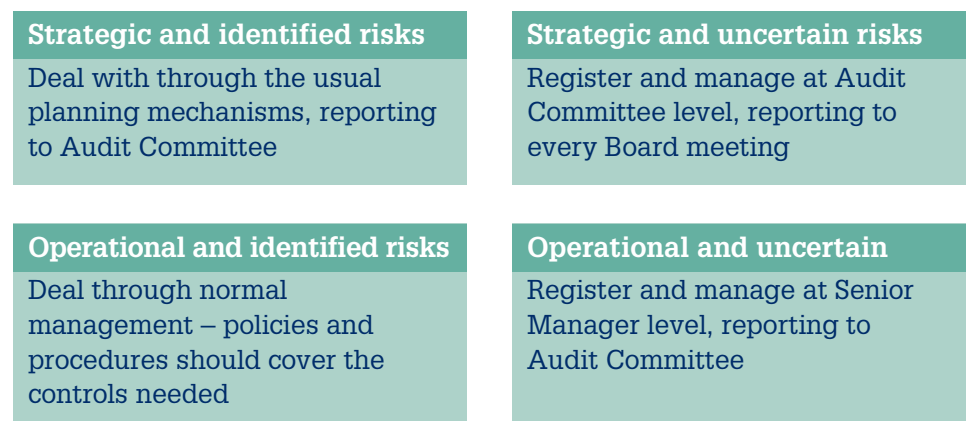 Strategic and identified risks
Deal with through the usual
planning mechanisms, reporting
to Audit Committee
Strategic and uncertain risks
Register and manage at Audit
Committee level, reporting to
every Board meeting
Operational and identified risks
Deal through normal
management – policies and
procedures should cover the
controls needed
Operational and uncertain
Register and manage at Senior
Manager level, reporting to
Audit Committee